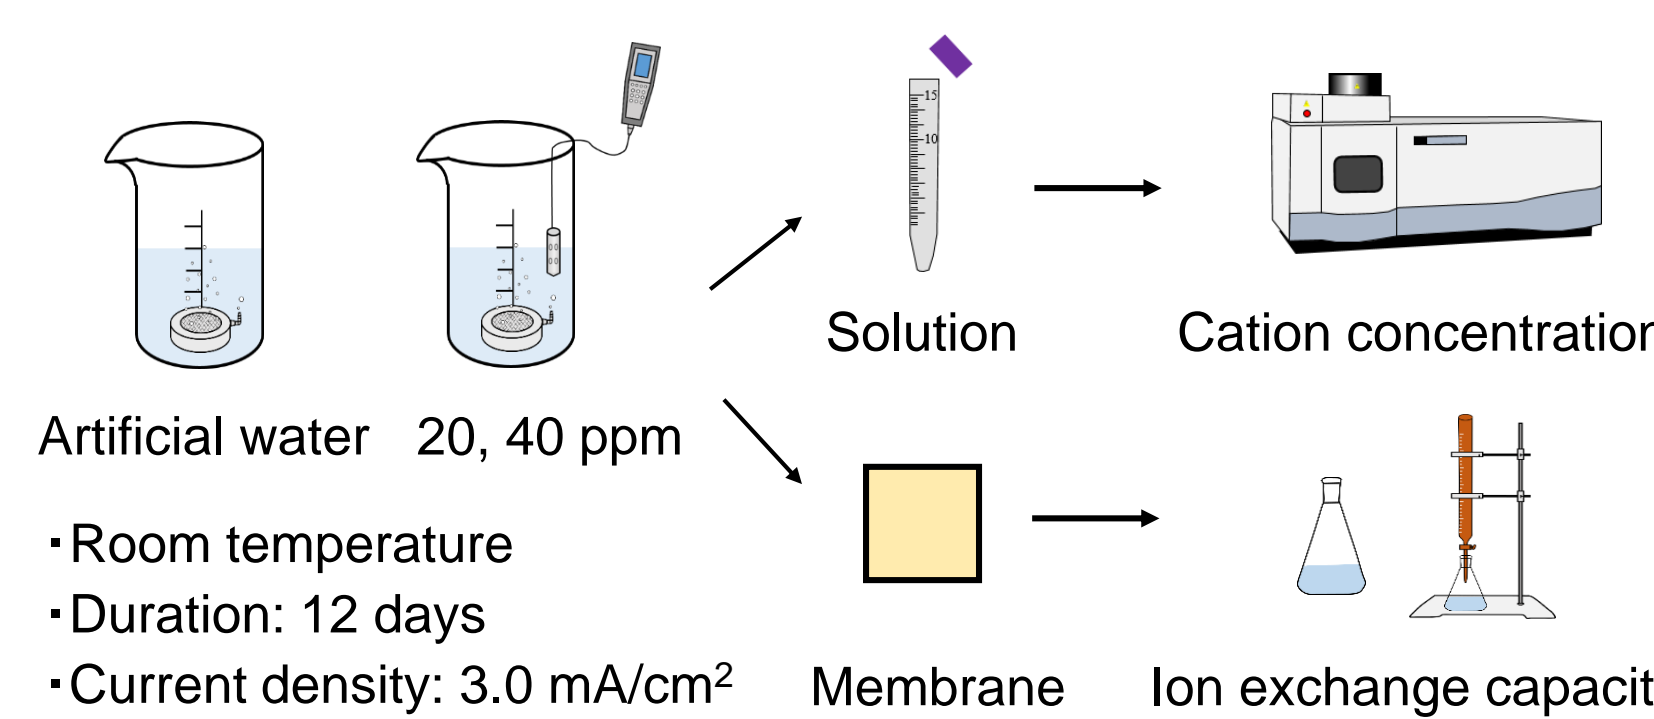 15
10
Solution
Cation concentration
Artificial water 20, 40 ppm
・Room temperature
・Duration: 12 days
・Current density: 3.0 mA/cm²
Membrane
Ion exchange capacit